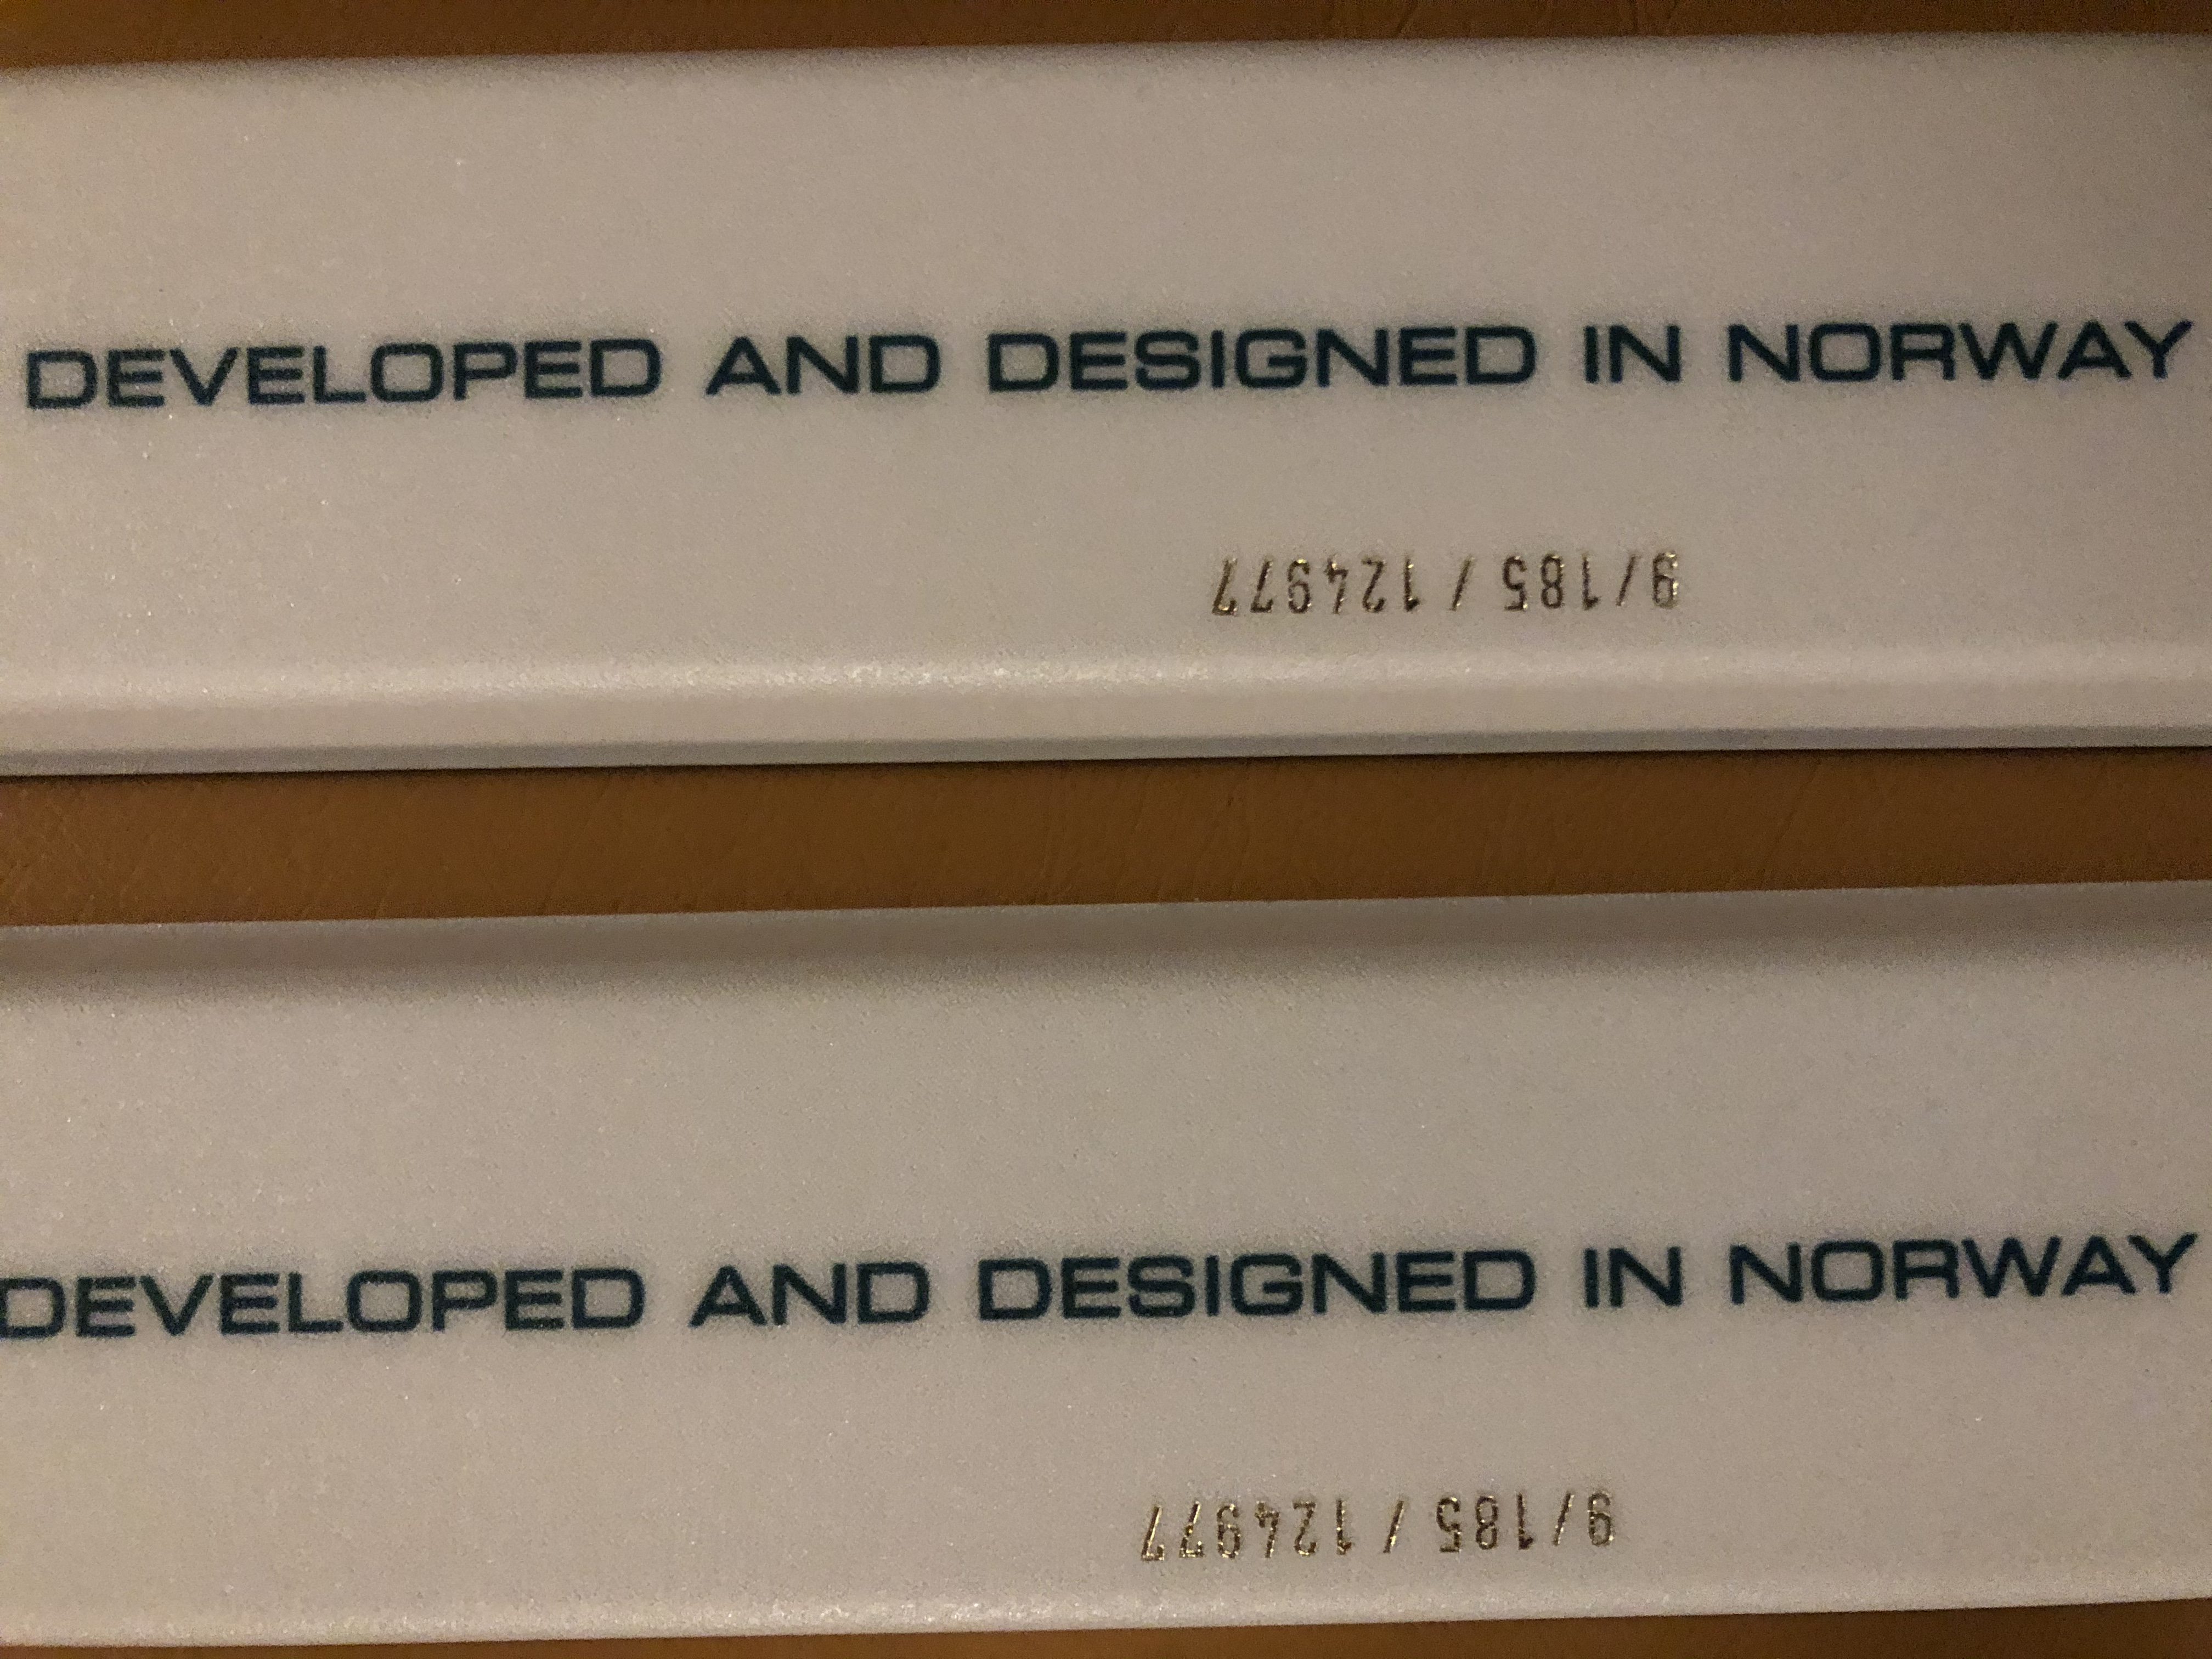 DEVELOPED AND DESIGNED IN NORWAY
9/185 / 124977
DEVELOPED AND DESIGNED IN NORWAY
9/185 / 124977